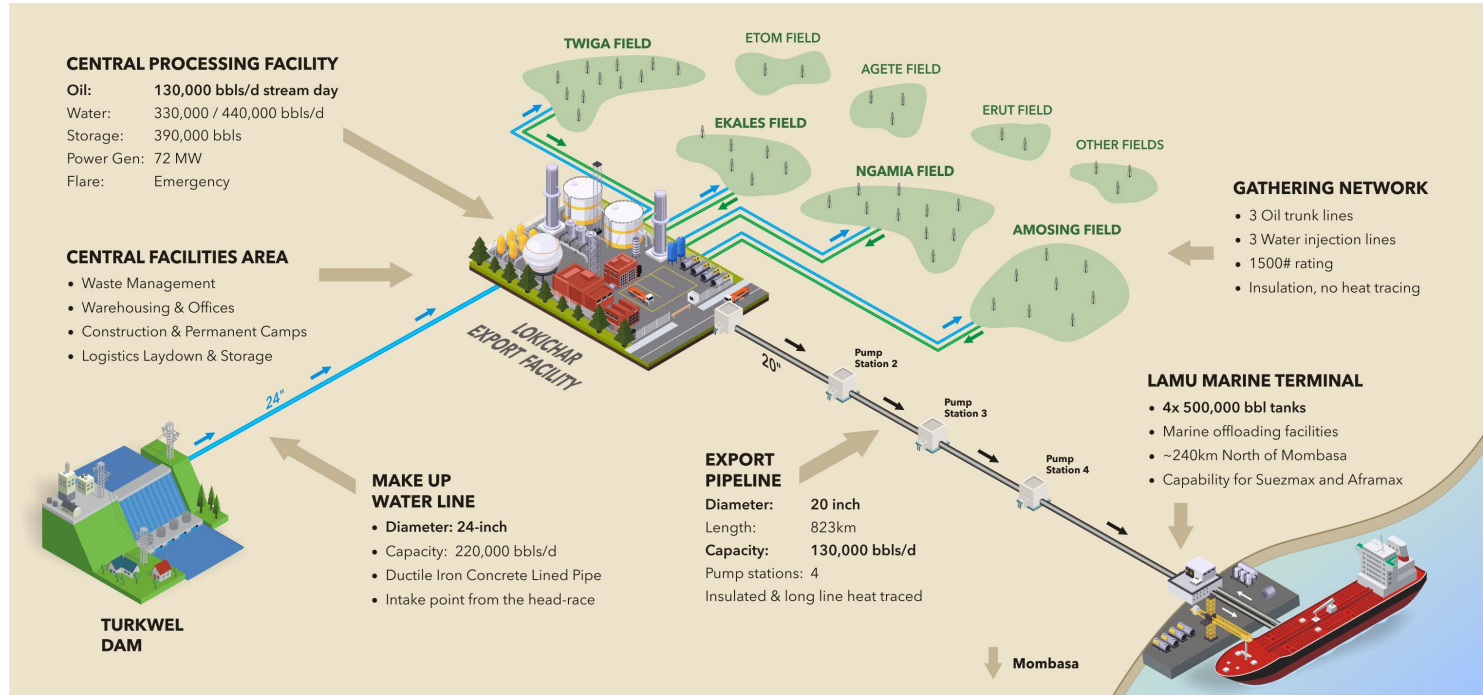 CENTRAL PROCESSING FACILITY
Oil: 130,000 bbls/d stream day
Water: 330,000 / 440,000 bbls/d
Storage: 390,000 bbls
Power Gen: 72 MW
Flare: Emergency
CENTRAL FACILITIES AREA
• Waste Management
• Warehousing & Offices
• Construction & Permanent Camps
• Logistics Laydown & Storage
TWIGA FIELD
ETOM FIELD
AGETE FIELD
ERUT FIELD
OTHER FIELDS
EKALES FIELD
NGAMIA FIELD
AMOSING FIELD
GATHERING NETWORK
• 3 Oil trunk lines
• 3 Water injection lines
• 1500# rating
• Insulation, no heat tracing
LOKICHAR
EXPORT FACILITY
24"
20"
Pump
Station 2
Pump
Station 3
Pump
Station 4
TURKWEL
DAM
MAKE UP
WATER LINE
• Diameter: 24-inch
• Capacity: 220,000 bbls/d
• Ductile Iron Concrete Lined Pipe
• Intake point from the head-race
EXPORT
PIPELINE
Diameter: 20 inch
Length: 823km
Capacity: 130,000 bbls/d
Pump stations: 4
Insulated & long line heat traced
LAMU MARINE TERMINAL
• 4x 500,000 bbl tanks
• Marine offloading facilities
• ~240km North of Mombasa
• Capability for Suezmax and Aframax
Mombasa